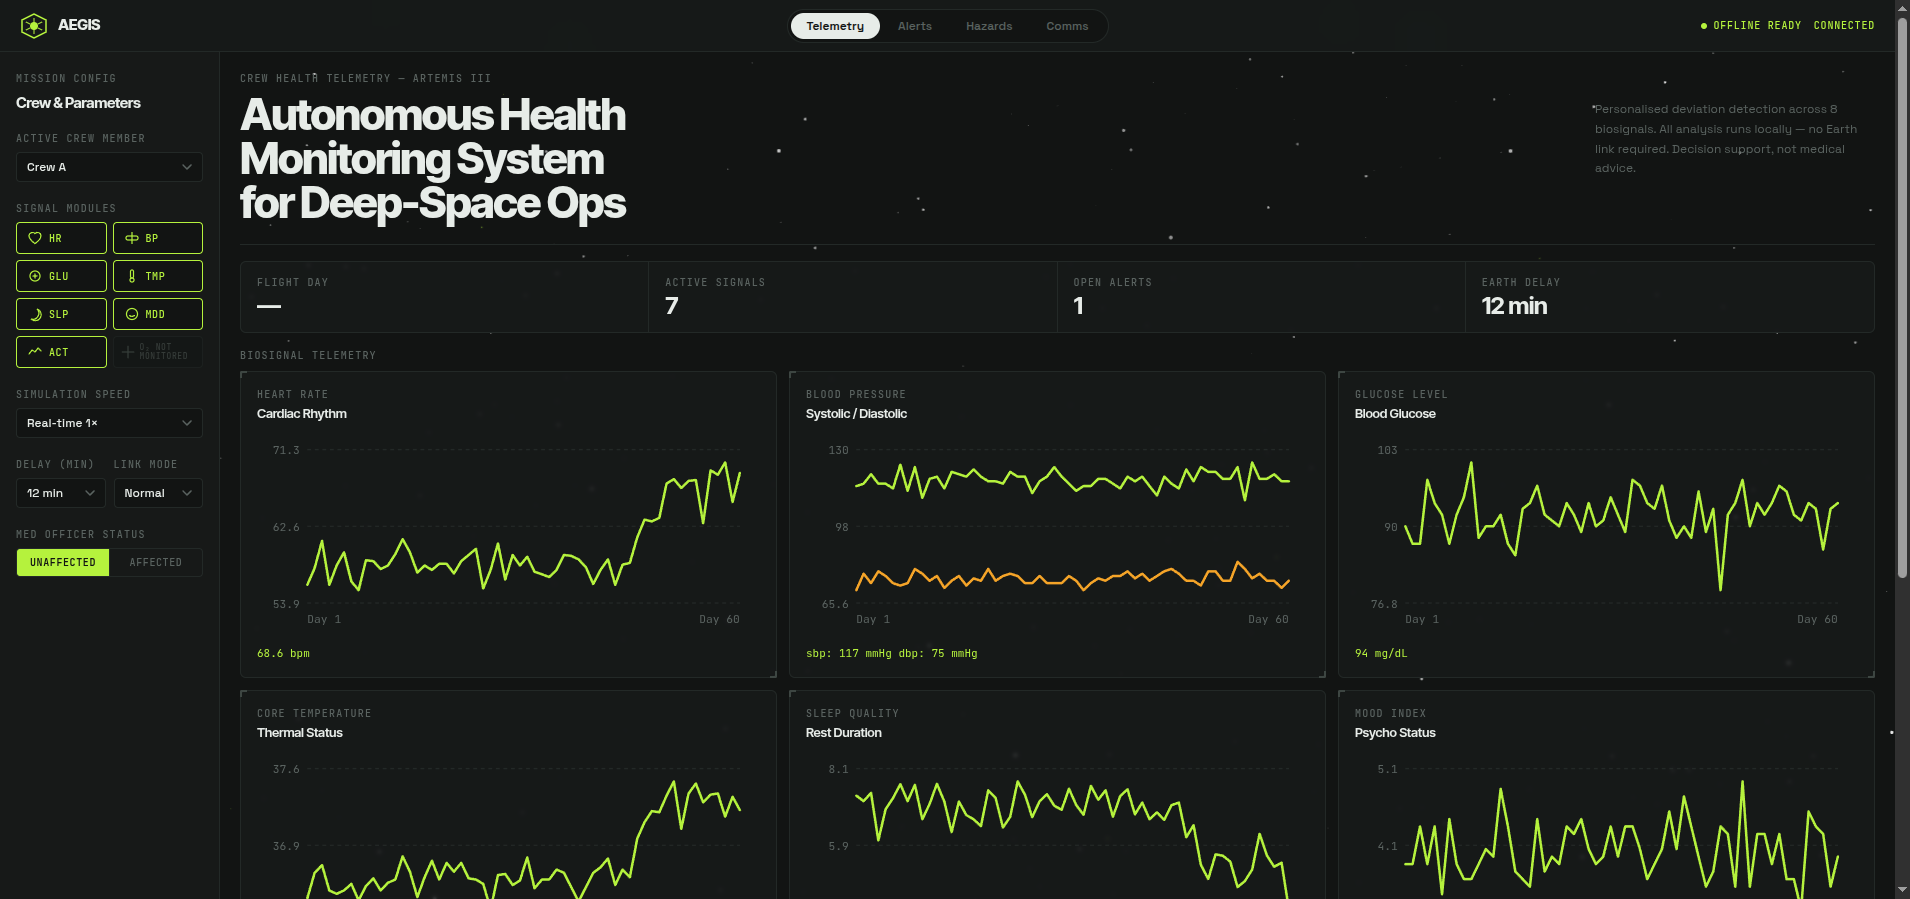 AEGIS
Telemetry
Alerts
Hazards
Comms
OFFLINE READY
CONNECTED
MISSION CONFIG
Crew & Parameters
ACTIVE CREW MEMBER
Crew A
SIGNAL MODULES
HR
BP
GLU
TMP
SLP
MDD
ACT
O₂ NOT
MONITORED
SIMULATION SPEED
Real-time 1×
DELAY (MIN)
LINK MODE
12 min
Normal
MED OFFICER STATUS
UNAFFECTED
AFFECTED
CREW HEALTH TELEMETRY — ARTEMIS III
Autonomous Health
Monitoring System
for Deep-Space Ops
Personalised deviation detection across 8
biosignals. All analysis runs locally — no Earth
link required. Decision support, not medical
advice.
FLIGHT DAY
—
ACTIVE SIGNALS
7
OPEN ALERTS
1
EARTH DELAY
12 min
BIOSIGNAL TELEMETRY
HEART RATE
Cardiac Rhythm
71.3
62.6
53.9
Day 1
Day 60
68.6 bpm
BLOOD PRESSURE
Systolic / Diastolic
130
98
65.6
Day 1
Day 60
sbp: 117 mmHg dbp: 75 mmHg
GLUCOSE LEVEL
Blood Glucose
103
90
76.8
Day 1
Day 60
94 mg/dL
CORE TEMPERATURE
Thermal Status
37.6
36.9
SLEEP QUALITY
Rest Duration
8.1
5.9
MOOD INDEX
Psycho Status
5.1
4.1